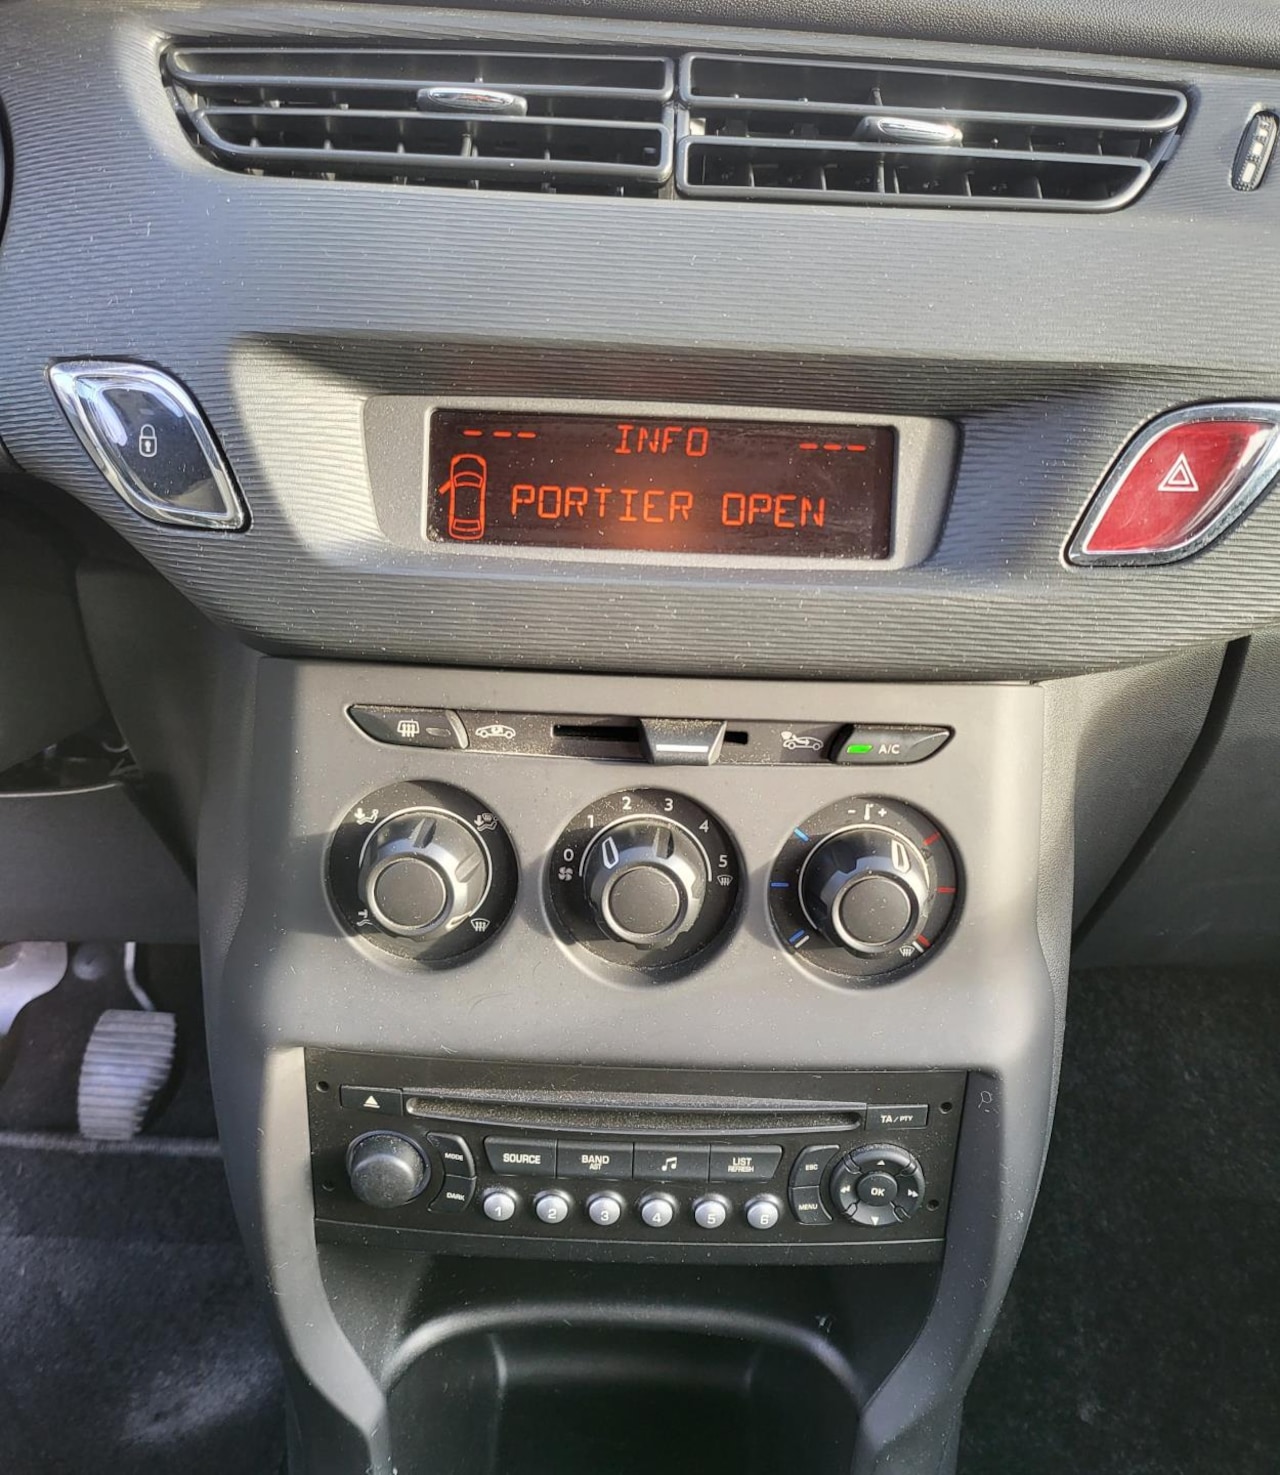 --- INFO ---
PORTIER OPEN
A/C
2 3
1 4
0 5
- +
TA / PTY
MODE SOURCE BAND LIST ESC
AST REFRESH
DARK 1 2 3 4 5 6 MENU OK